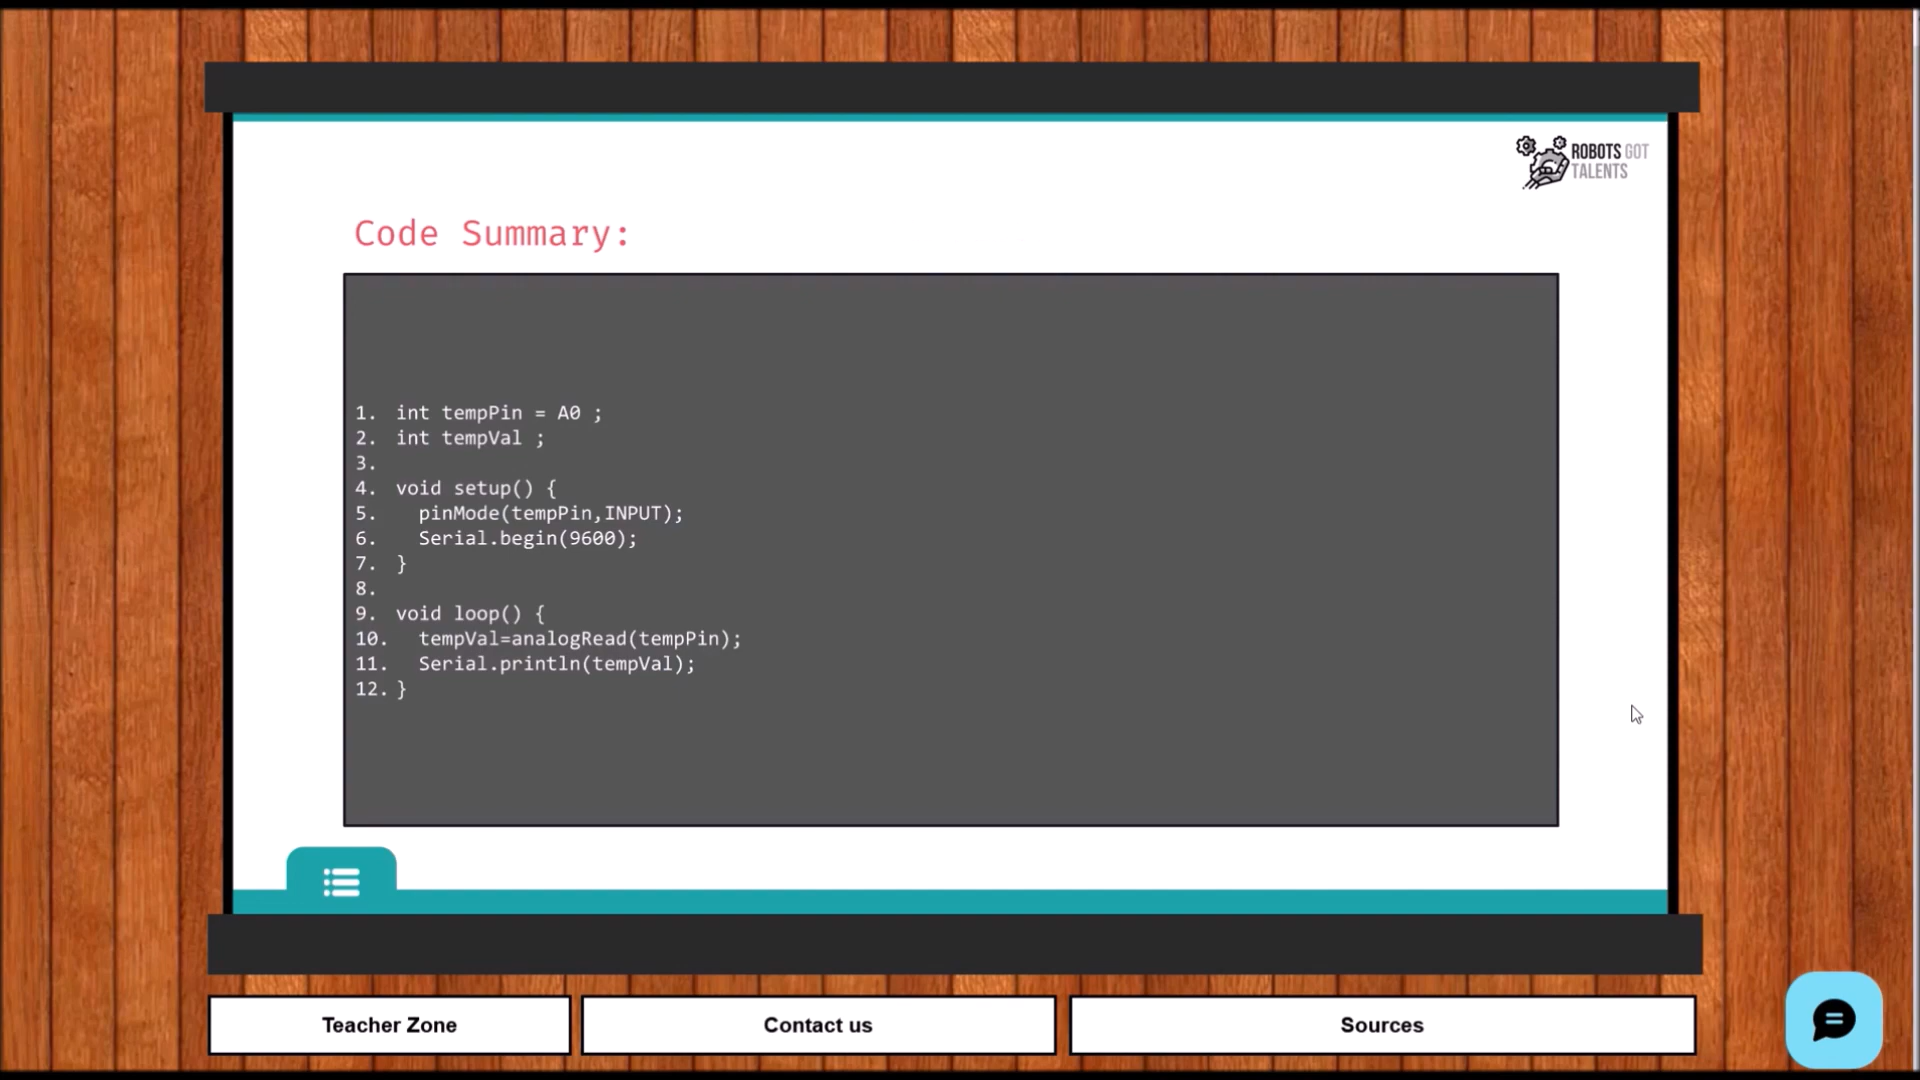 ROBOTS GOT
TALENTS
Code Summary:
1. int tempPin = A0 ;
2. int tempVal ;
3.
4. void setup() {
5. pinMode(tempPin,INPUT);
6. Serial.begin(9600);
7. }
8.
9. void loop() {
10. tempVal=analogRead(tempPin);
11. Serial.println(tempVal);
12. }
Teacher Zone
Contact us
Sources